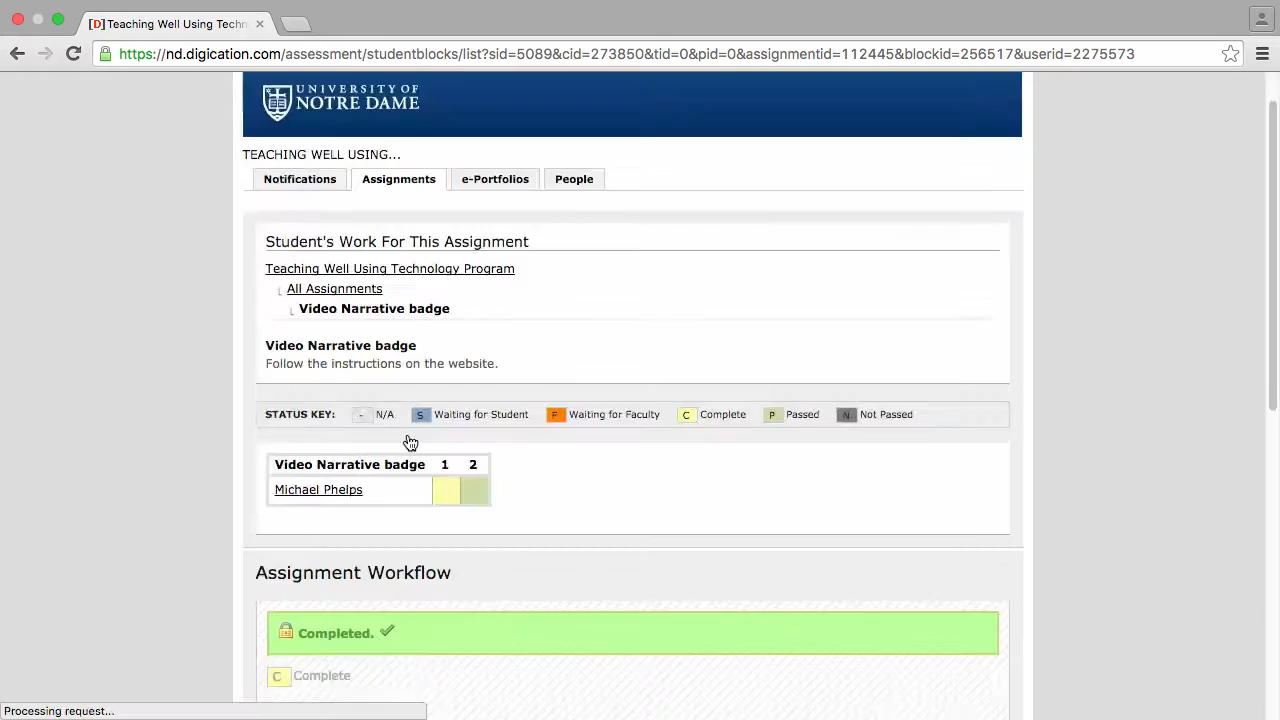 [D]Teaching Well Using Techn
https://nd.digication.com/assessment/studentblocks/list?sid=5089&cid=273850&tid=0&pid=0&assignmentid=112445&blockid=256517&userid=2275573
UNIVERSITY OF
NOTRE DAME
TEACHING WELL USING...
Notifications Assignments e-Portfolios People
Student's Work For This Assignment
Teaching Well Using Technology Program
All Assignments
Video Narrative badge
Video Narrative badge
Follow the instructions on the website.
STATUS KEY: - N/A S Waiting for Student F Waiting for Faculty C Complete P Passed N Not Passed
Video Narrative badge 1 2
Michael Phelps
Assignment Workflow
Completed.
C Complete
Processing request...